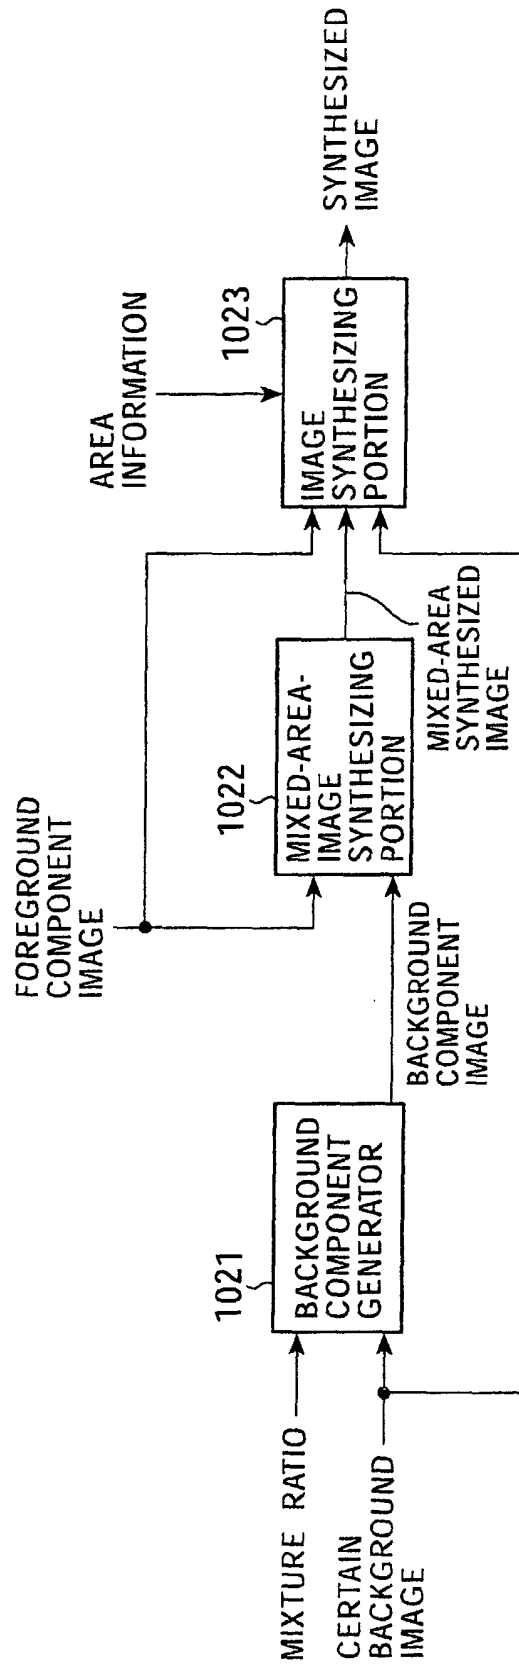 FOREGROUND
COMPONENT
IMAGE
AREA
INFORMATION
1021
1022
1023
MIXTURE RATIO
CERTAIN
BACKGROUND
IMAGE
BACKGROUND
COMPONENT
GENERATOR
BACKGROUND
COMPONENT
IMAGE
MIXED-AREA-
IMAGE
SYNTHESIZING
PORTION
MIXED-AREA
SYNTHESIZED
IMAGE
IMAGE
SYNTHESIZING
PORTION
SYNTHESIZED
IMAGE